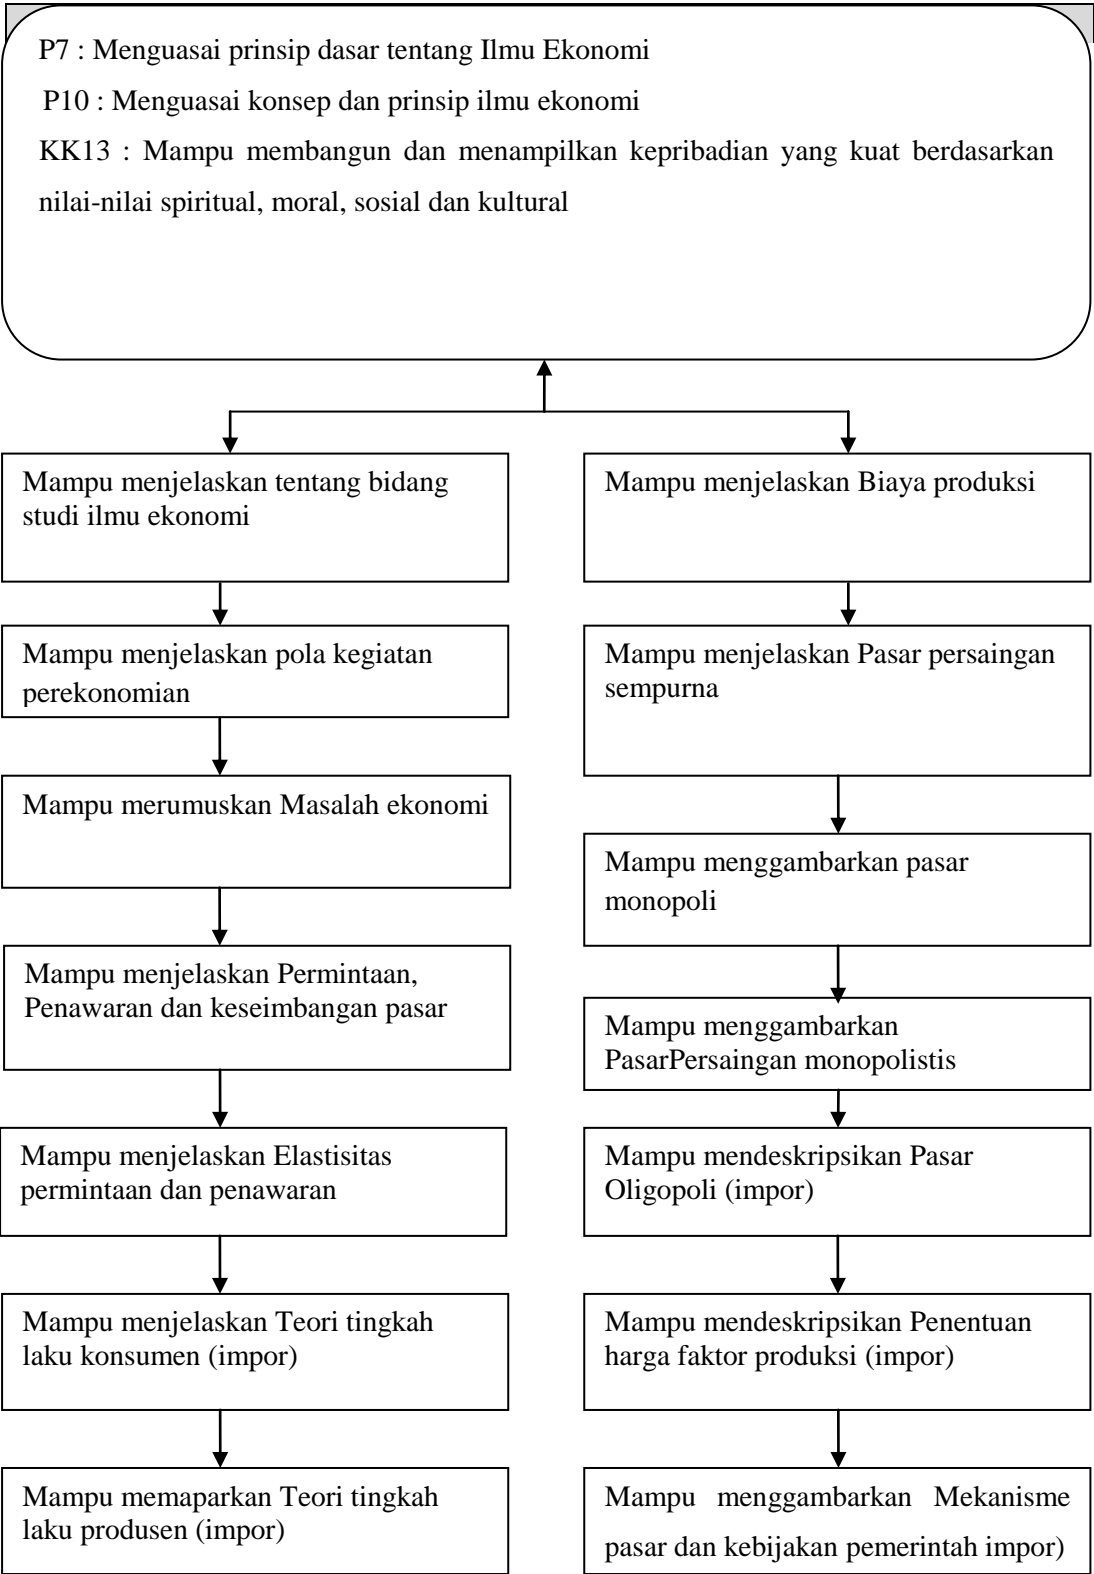 P7 : Menguasai prinsip dasar tentang Ilmu Ekonomi
P10 : Menguasai konsep dan prinsip ilmu ekonomi
KK13 : Mampu membangun dan menampilkan kepribadian yang kuat berdasarkan
nilai-nilai spiritual, moral, sosial dan kultural
Mampu menjelaskan tentang bidang
studi ilmu ekonomi
Mampu menjelaskan pola kegiatan
perekonomian
Mampu merumuskan Masalah ekonomi
Mampu menjelaskan Permintaan,
Penawaran dan keseimbangan pasar
Mampu menjelaskan Elastisitas
permintaan dan penawaran
Mampu menjelaskan Teori tingkah
laku konsumen (impor)
Mampu memaparkan Teori tingkah
laku produsen (impor)
Mampu menjelaskan Biaya produksi
Mampu menjelaskan Pasar persaingan
sempurna
Mampu menggambarkan pasar
monopoli
Mampu menggambarkan
PasarPersaingan monopolistis
Mampu mendeskripsikan Pasar
Oligopoli (impor)
Mampu mendeskripsikan Penentuan
harga faktor produksi (impor)
Mampu menggambarkan Mekanisme
pasar dan kebijakan pemerintah impor)